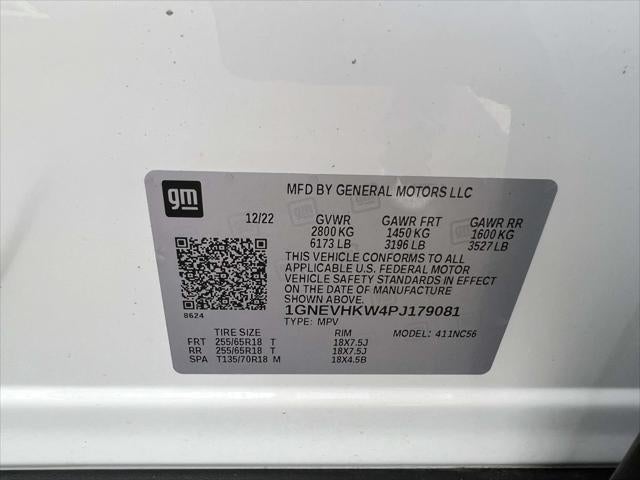 gm
MFD BY GENERAL MOTORS LLC
12/22 GVWR GAWR FRT GAWR RR
2800 KG 1450 KG 1600 KG
6173 LB 3196 LB 3527 LB
THIS VEHICLE CONFORMS TO ALL
APPLICABLE U.S. FEDERAL MOTOR
VEHICLE SAFETY STANDARDS IN EFFECT
ON THE DATE OF MANUFACTURE
SHOWN ABOVE.
8624
1GNEVHKW4PJ179081
TYPE: MPV MODEL: 411NC56
TIRE SIZE RIM
FRT 255/65R18 T 18X7.5J
RR 255/65R18 T 18X7.5J
SPA T135/70R18 M 18X4.5B